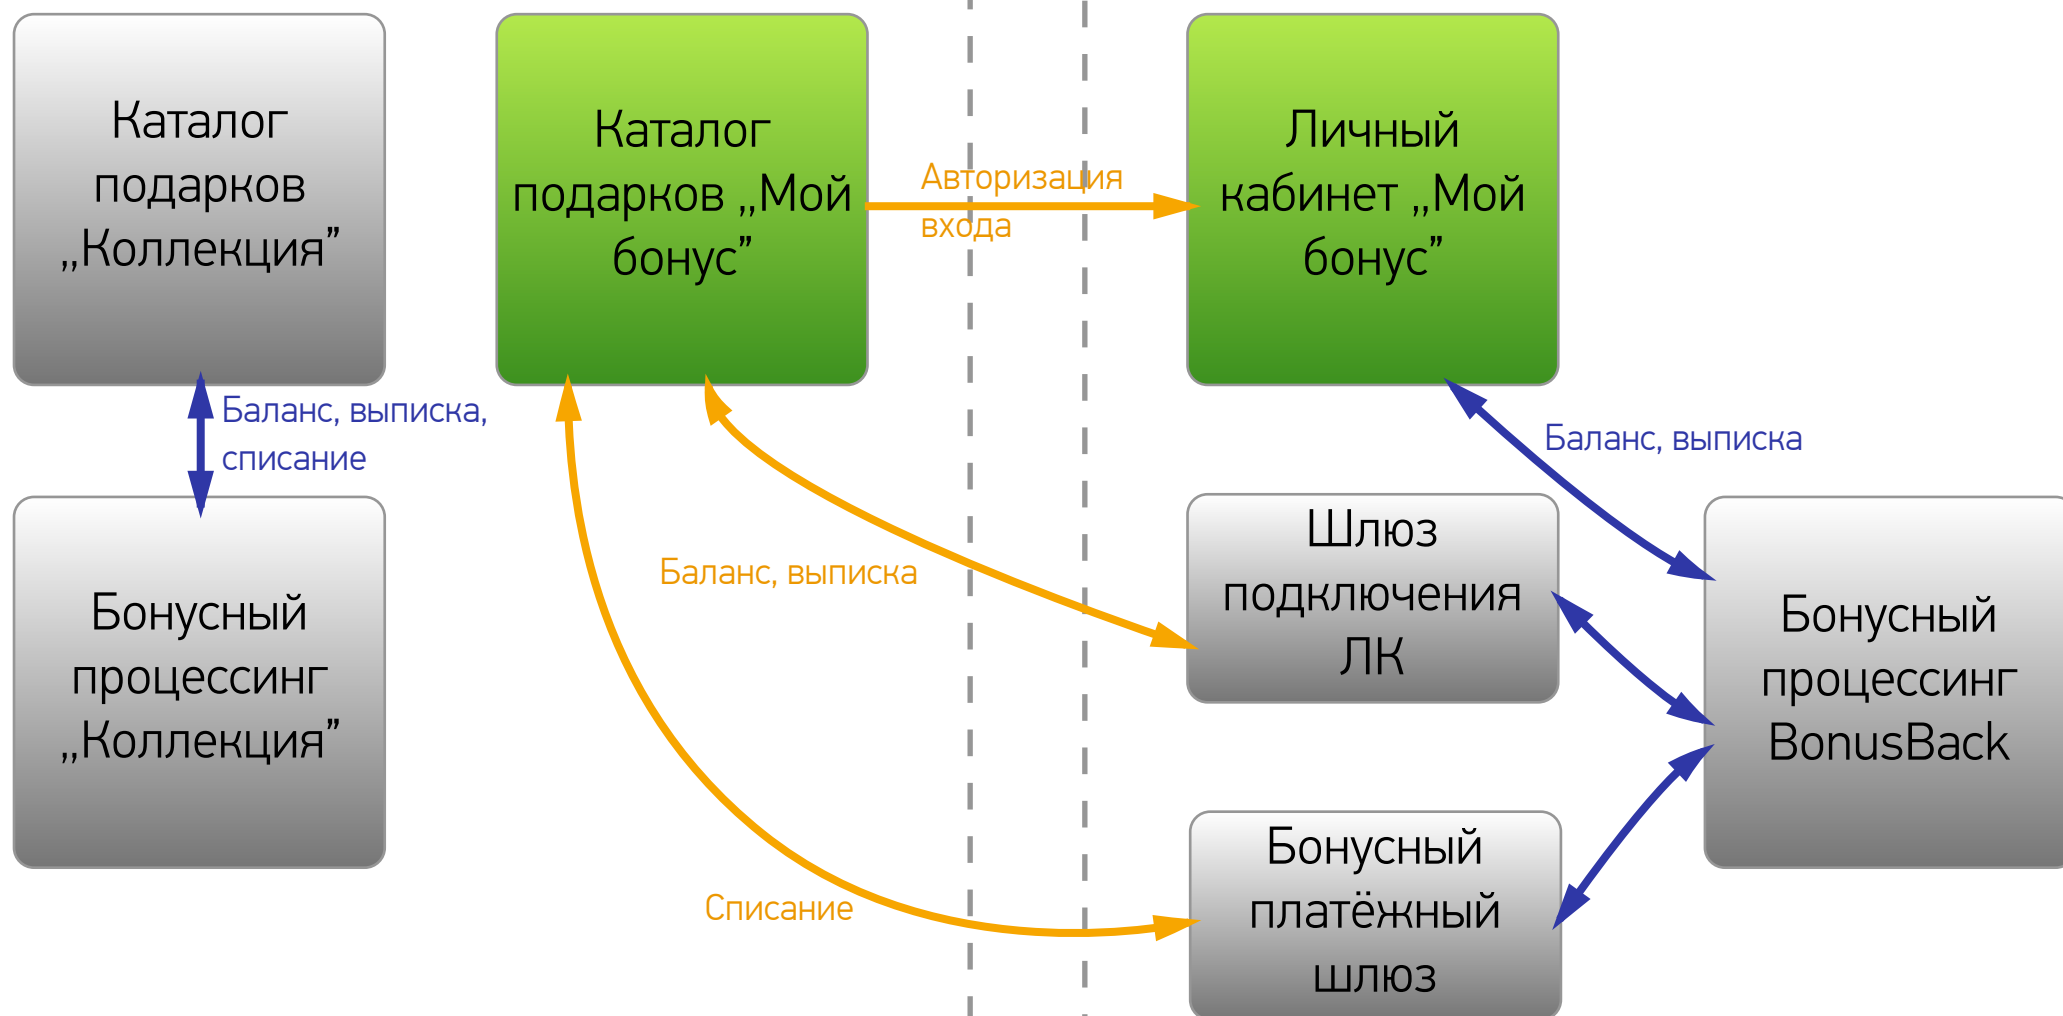 Каталог
подарков
„Коллекция”
Каталог
подарков „Мой
бонус”
Авторизация
входа
Личный
кабинет „Мой
бонус”
Баланс, выписка,
списание
Баланс, выписка
Бонусный
процессинг
„Коллекция”
Баланс, выписка
Шлюз
подключения
ЛК
Бонусный
процессинг
BonusBack
Списание
Бонусный
платёжный
шлюз